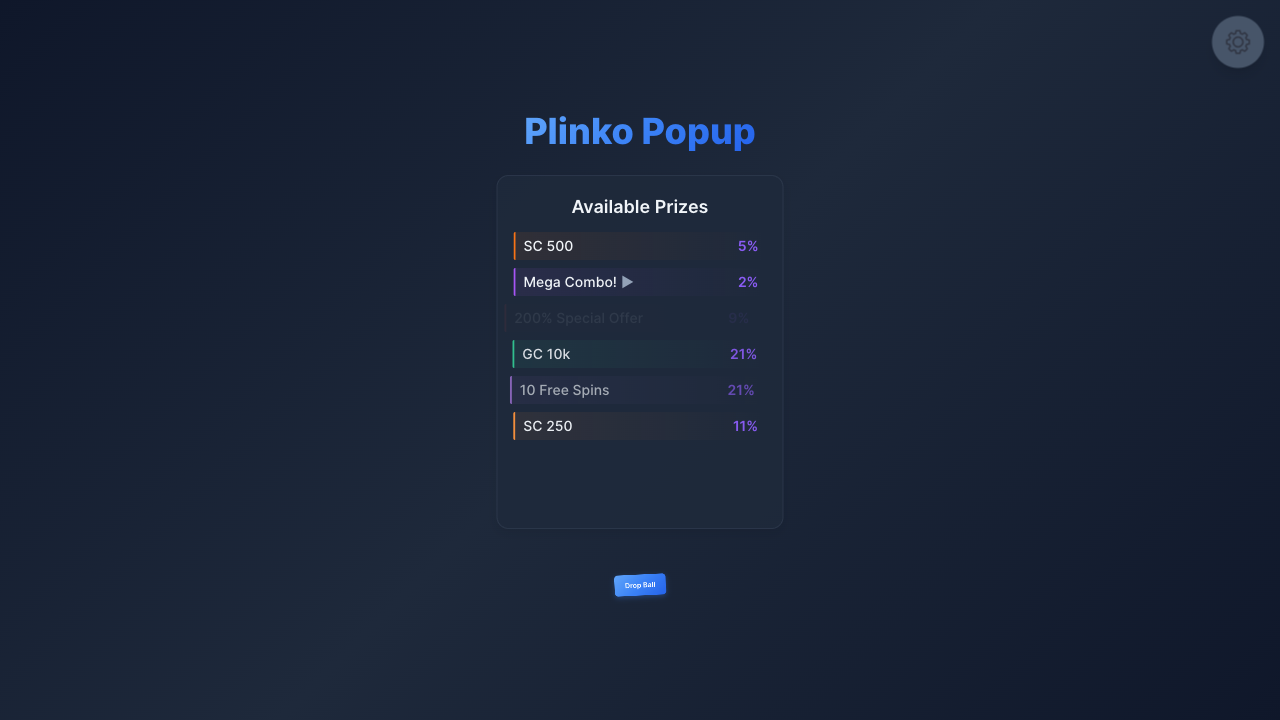 Plinko Popup
Available Prizes
SC 500 5%
Mega Combo! ▶ 2%
200% Special Offer 9%
GC 10k 21%
10 Free Spins 21%
SC 250 11%
Drop Ball